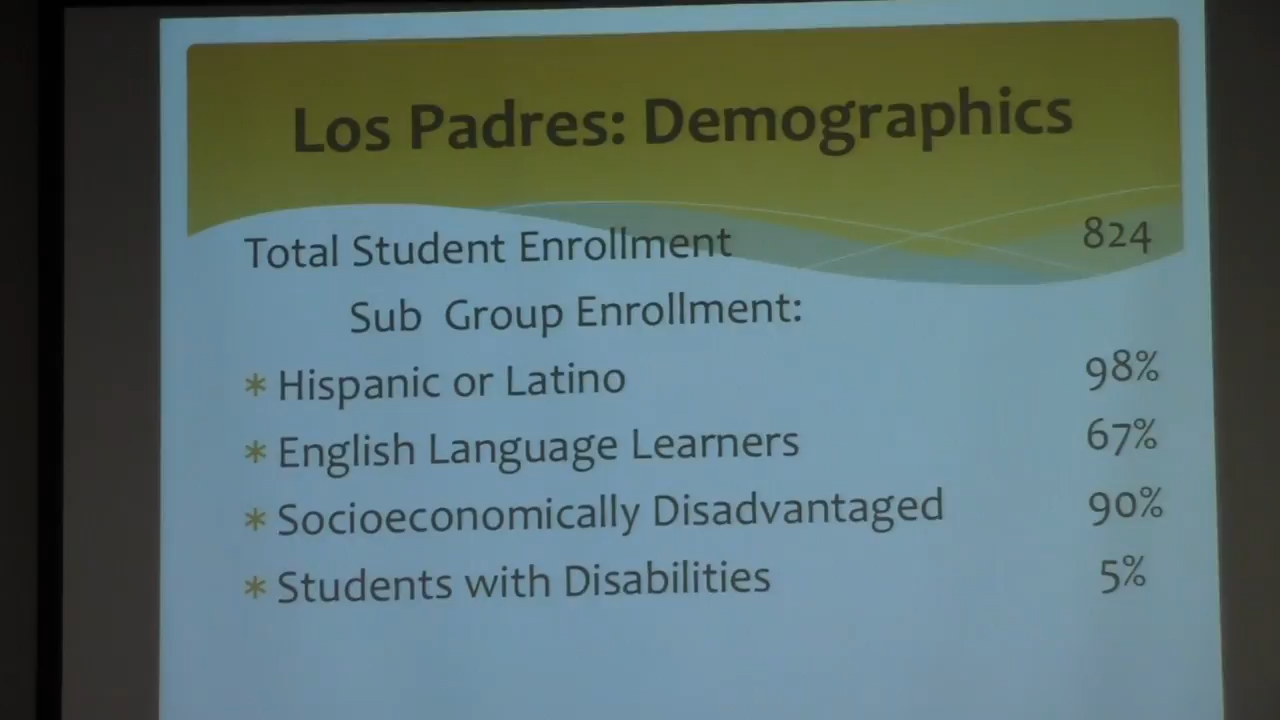 Los Padres: Demographics
Total Student Enrollment 824
Sub Group Enrollment:
* Hispanic or Latino 98%
* English Language Learners 67%
* Socioeconomically Disadvantaged 90%
* Students with Disabilities 5%